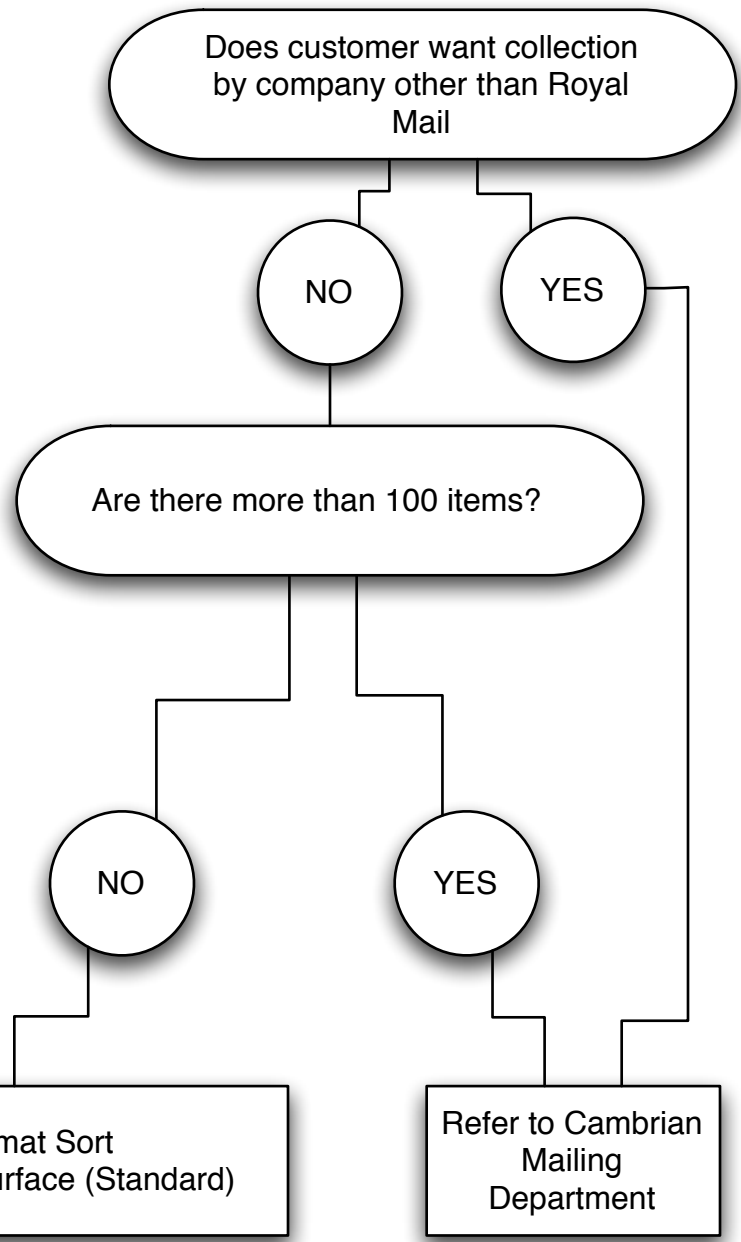 Does customer want collection
by company other than Royal
Mail
NO
YES
Are there more than 100 items?
NO
YES
mat Sort
urface (Standard)
Refer to Cambrian
Mailing
Department